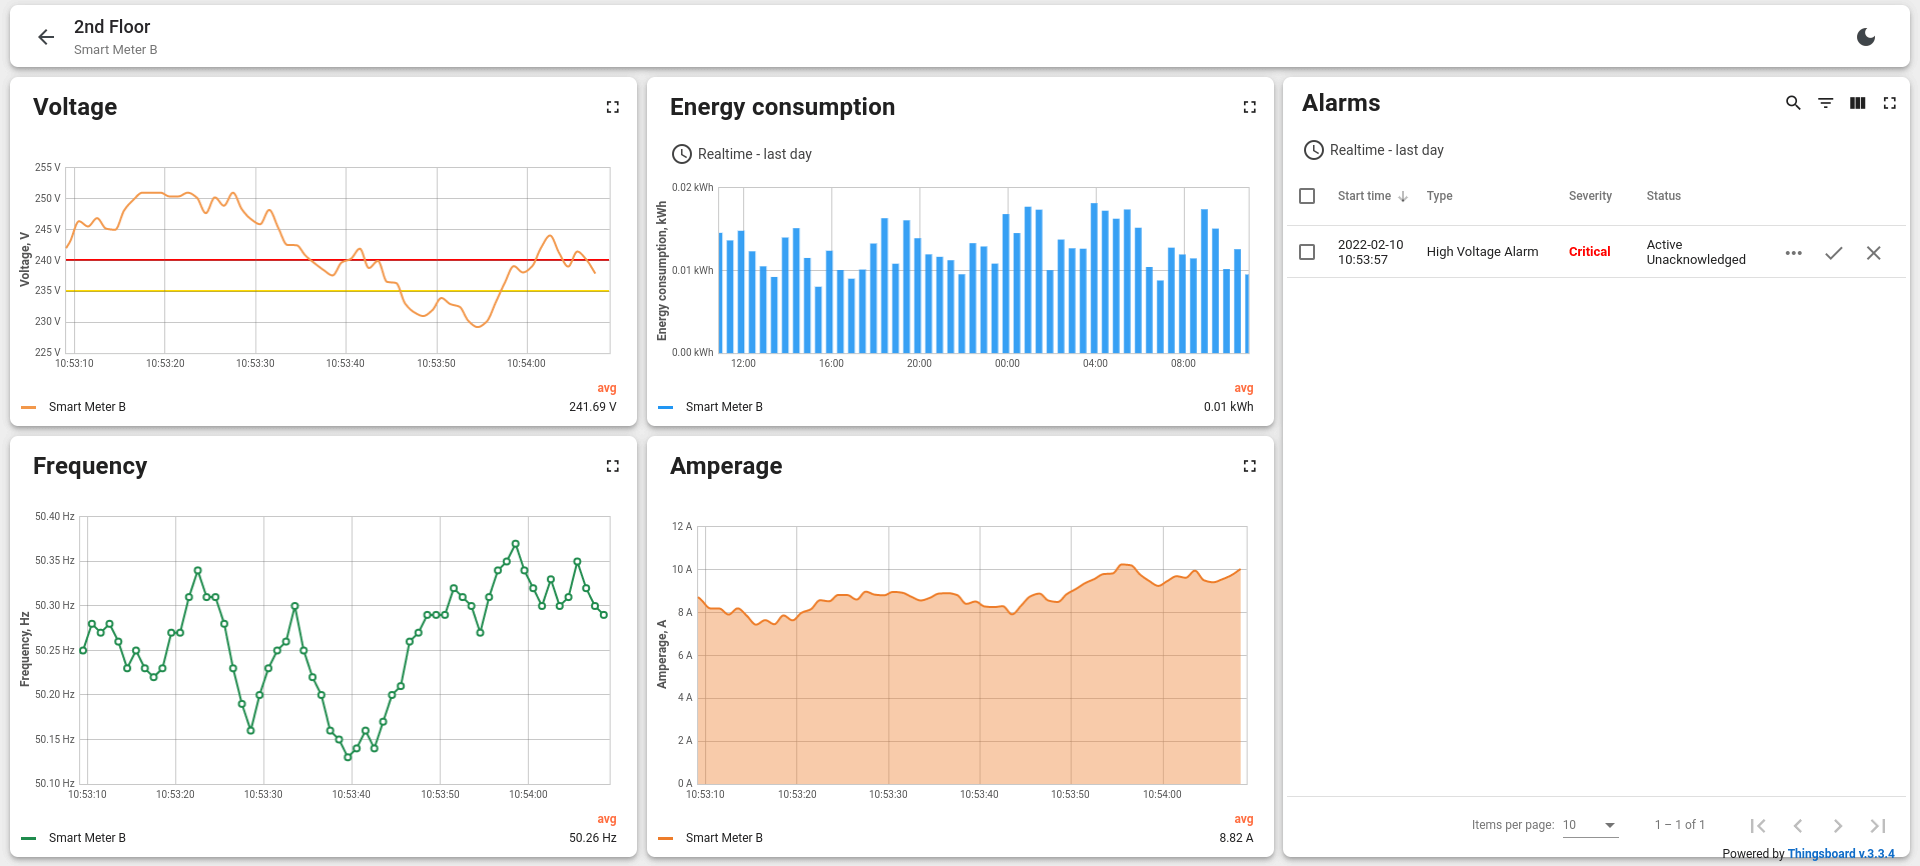 2nd Floor
Smart Meter B
Voltage
255 V
250 V
245 V
240 V
235 V
230 V
225 V
Voltage, V
10:53:10 10:53:20 10:53:30 10:53:40 10:53:50 10:54:00
avg
Smart Meter B 241.69 V
Energy consumption
Realtime - last day
0.02 kWh
0.01 kWh
0.00 kWh
Energy consumption, kWh
12:00 16:00 20:00 00:00 04:00 08:00
avg
Smart Meter B 0.01 kWh
Alarms
Realtime - last day
Start time Type Severity Status
2022-02-10 10:53:57 High Voltage Alarm Critical Active Unacknowledged
Items per page: 10 1 – 1 of 1
Frequency
50.40 Hz
50.35 Hz
50.30 Hz
50.25 Hz
50.20 Hz
50.15 Hz
50.10 Hz
Frequency, Hz
10:53:10 10:53:20 10:53:30 10:53:40 10:53:50 10:54:00
avg
Smart Meter B 50.26 Hz
Amperage
12 A
10 A
8 A
6 A
4 A
2 A
0 A
Amperage, A
10:53:10 10:53:20 10:53:30 10:53:40 10:53:50 10:54:00
avg
Smart Meter B 8.82 A
Powered by Thingsboard v.3.3.4